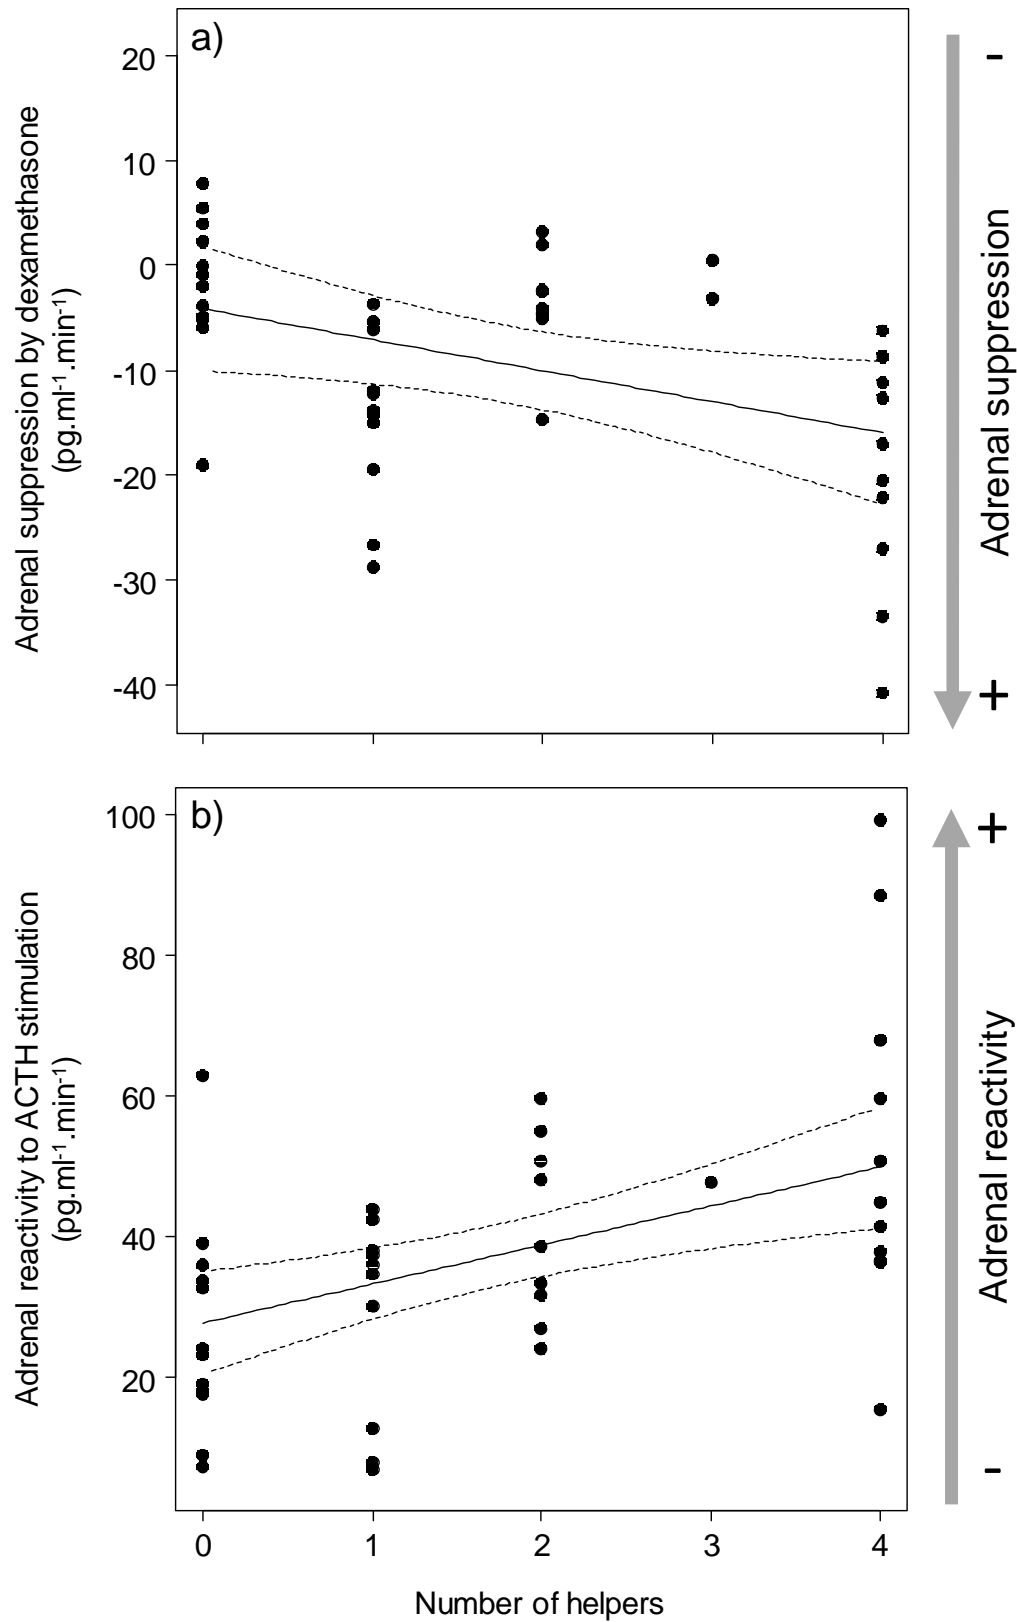 a)
20
10
0
-10
-20
-30
-40
Adrenal suppression by dexamethasone
(pg.ml⁻¹.min⁻¹)
-
Adrenal suppression
+
b)
100
80
60
40
20
Adrenal reactivity to ACTH stimulation
(pg.ml⁻¹.min⁻¹)
+
Adrenal reactivity
-
0 1 2 3 4
Number of helpers